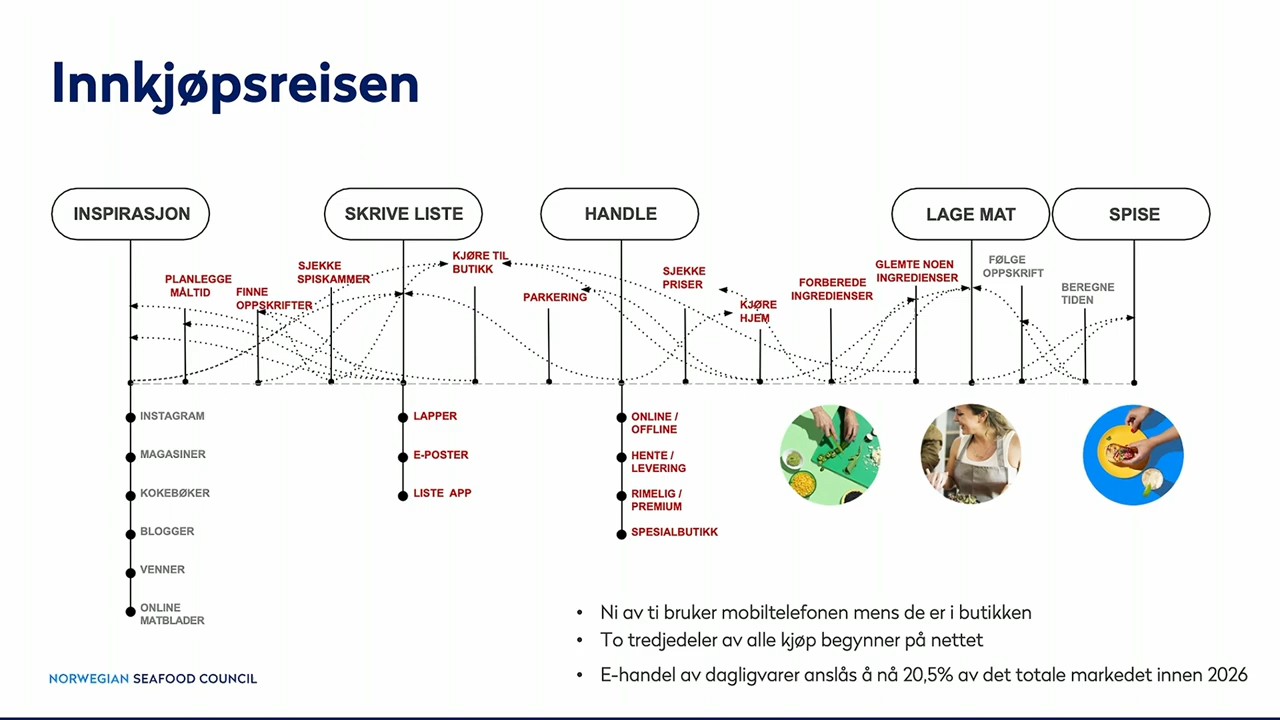 Innkjøpsreisen
INSPIRASJON
SKRIVE LISTE
HANDLE
LAGE MAT
SPISE
PLANLEGGE
MÅLTID
FINNE
OPPSKRIFTER
SJEKKE
SPISKAMMER
KJØRE TIL
BUTIKK
PARKERING
SJEKKE
PRISER
KJØRE
HJEM
FORBEREDE
INGREDIENSER
GLEMTE NOEN
INGREDIENSER
FØLGE
OPPSKRIFT
BEREGNE
TIDEN
INSTAGRAM
MAGASINER
KOKEBØKER
BLOGGER
VENNER
ONLINE
MATBLADER
LAPPER
E-POSTER
LISTE APP
ONLINE /
OFFLINE
HENTE /
LEVERING
RIMELIG /
PREMIUM
SPESIALBUTIKK
• Ni av ti bruker mobiltelefonen mens de er i butikken
• To tredjedeler av alle kjøp begynner på nettet
• E-handel av dagligvarer anslås å nå 20,5% av det totale markedet innen 2026
NORWEGIAN SEAFOOD COUNCIL